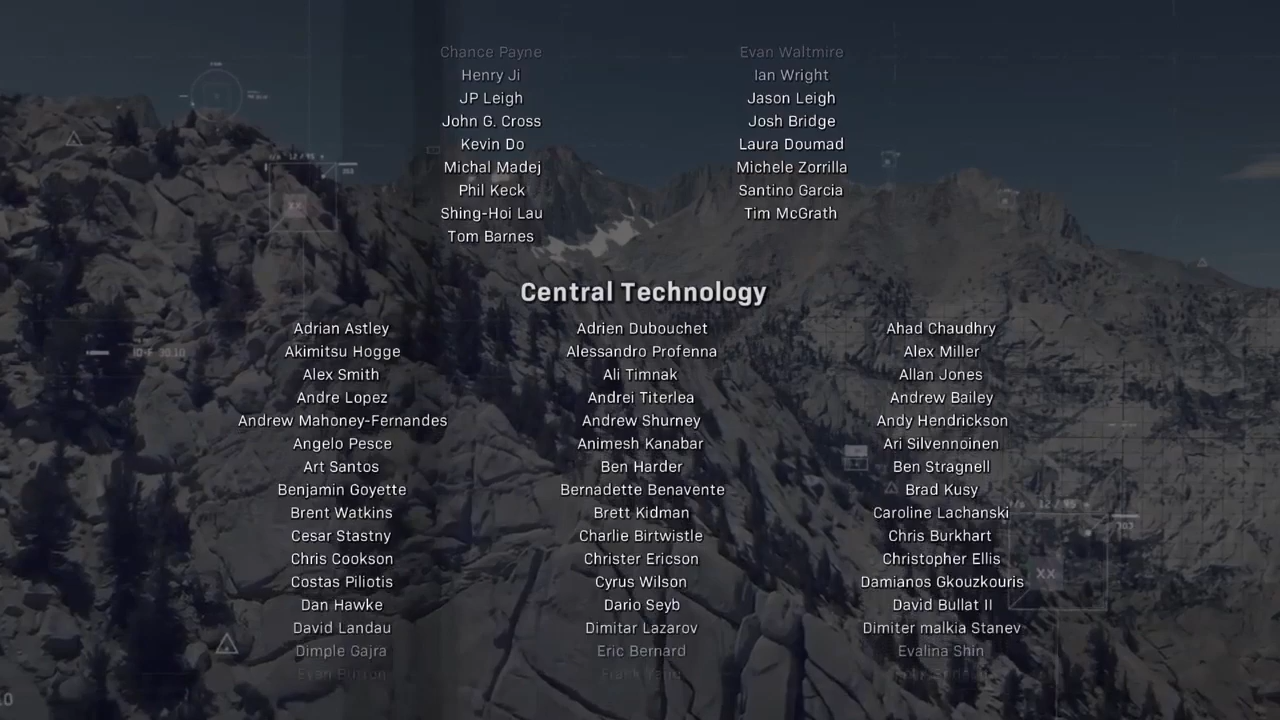 Chance Payne Evan Waltmire
Henry Ji Ian Wright
JP Leigh Jason Leigh
John G. Cross Josh Bridge
Kevin Do Laura Doumad
Michal Madej Michele Zorrilla
Phil Keck Santino Garcia
Shing-Hoi Lau Tim McGrath
Tom Barnes
Central Technology
Adrian Astley Adrien Dubouchet Ahad Chaudhry
Akimitsu Hogge Alessandro Profenna Alex Miller
Alex Smith Ali Timnak Allan Jones
Andre Lopez Andrei Titerlea Andrew Bailey
Andrew Mahoney-Fernandes Andrew Shurney Andy Hendrickson
Angelo Pesce Animesh Kanabar Ari Silvennoinen
Art Santos Ben Harder Ben Stragnell
Benjamin Goyette Bernadette Benavente Brad Kusy
Brent Watkins Brett Kidman Caroline Lachanski
Cesar Stastny Charlie Birtwistle Chris Burkhart
Chris Cookson Christer Ericson Christopher Ellis
Costas Piliotis Cyrus Wilson Damianos Gkouzkouris
Dan Hawke Dario Seyb David Bullat II
David Landau Dimitar Lazarov Dimiter malkia Stanev
Dimple Gajra Eric Bernard Evalina Shin
12/95
XX